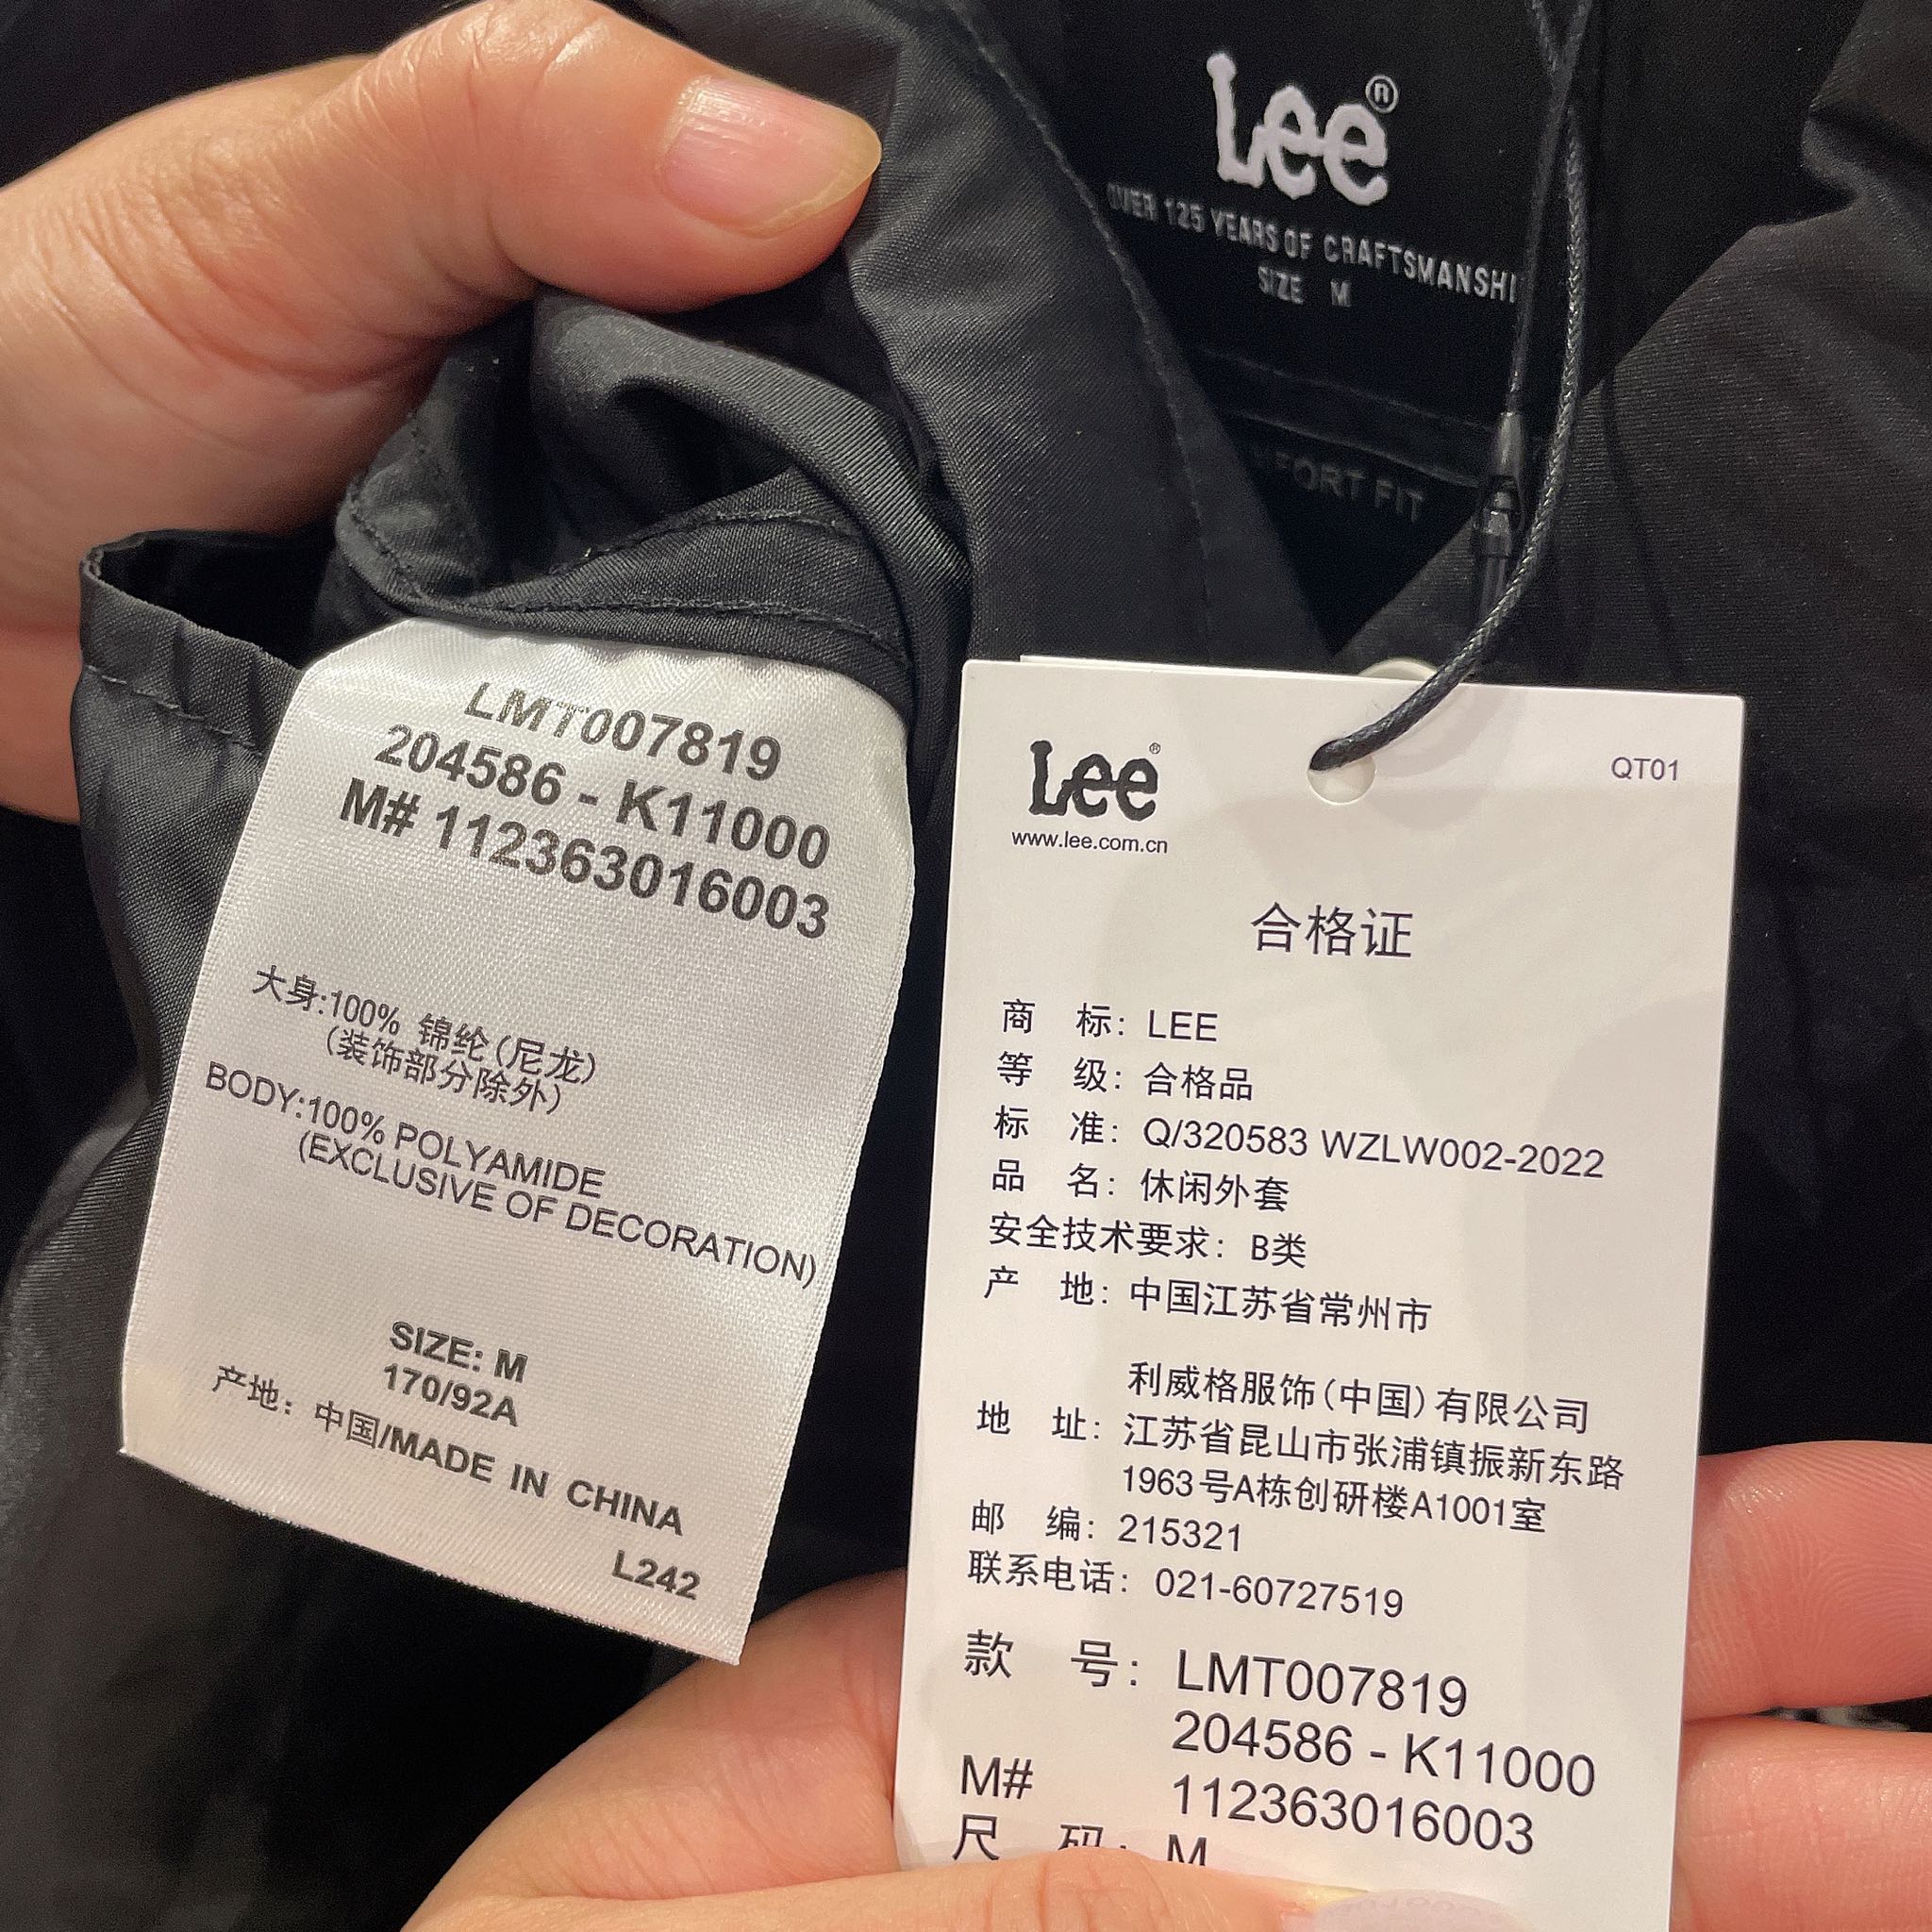 Lee®
OVER 125 YEARS OF CRAFTSMANSHI
SIZE M
FORT FIT
LMT007819
204586 - K11000
M# 112363016003
大身:100% 锦纶(尼龙)
(装饰部分除外)
BODY:100% POLYAMIDE
(EXCLUSIVE OF DECORATION)
SIZE: M
170/92A
产地: 中国/MADE IN CHINA
L242
Lee®
QT01
www.lee.com.cn
合格证
商 标: LEE
等 级: 合格品
标 准: Q/320583 WZLW002-2022
品 名: 休闲外套
安全技术要求: B类
产 地: 中国江苏省常州市
利威格服饰(中国)有限公司
地 址: 江苏省昆山市张浦镇振新东路
1963号A栋创研楼A1001室
邮 编: 215321
联系电话: 021-60727519
款 号: LMT007819
204586 - K11000
M# 112363016003
尺 码: M